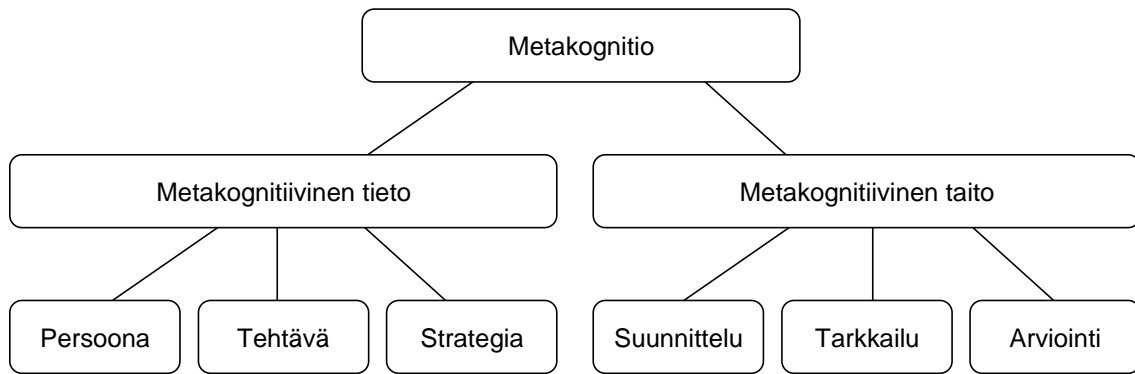 Metakognitio
Metakognitiivinen tieto
Metakognitiivinen taito
Persoona
Tehtävä
Strategia
Suunnittelu
Tarkkailu
Arviointi